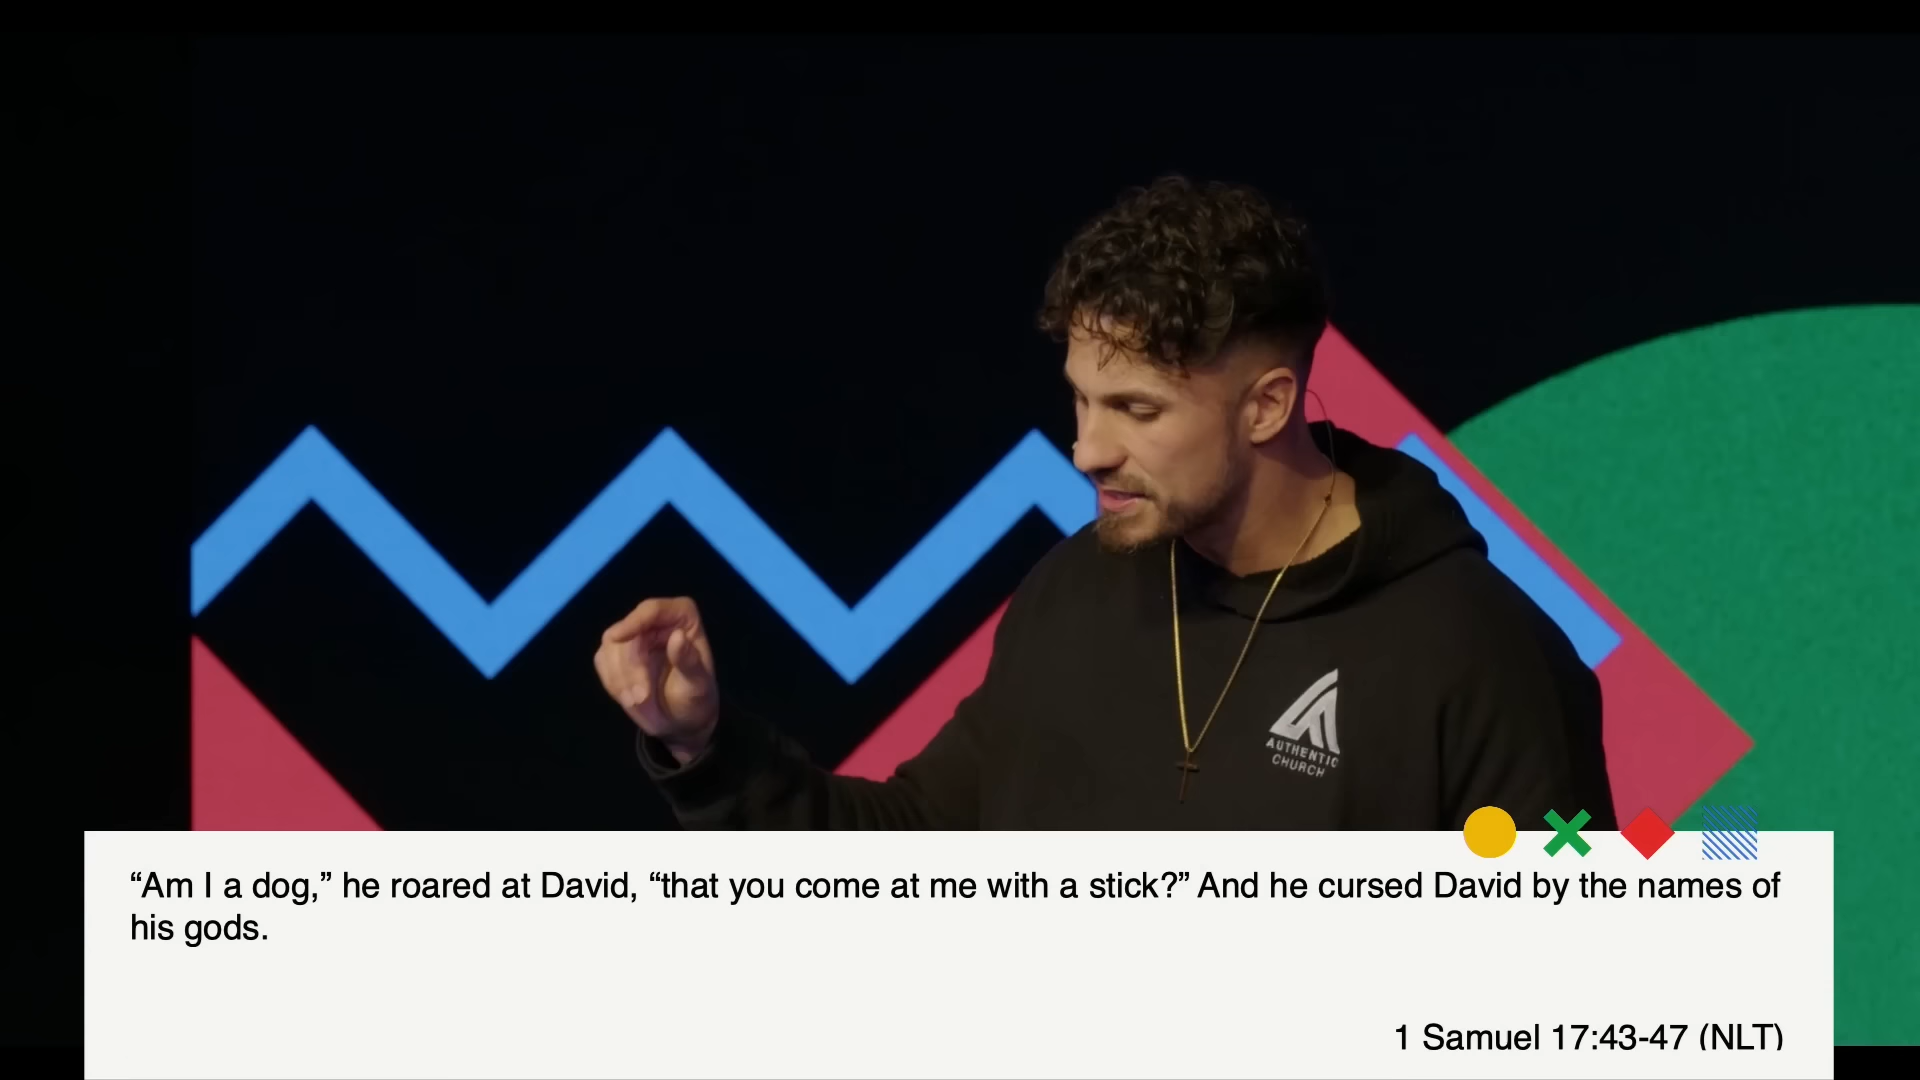 AUTHENTIC
CHURCH
“Am I a dog,” he roared at David, “that you come at me with a stick?” And he cursed David by the names of
his gods.
1 Samuel 17:43-47 (NLT)